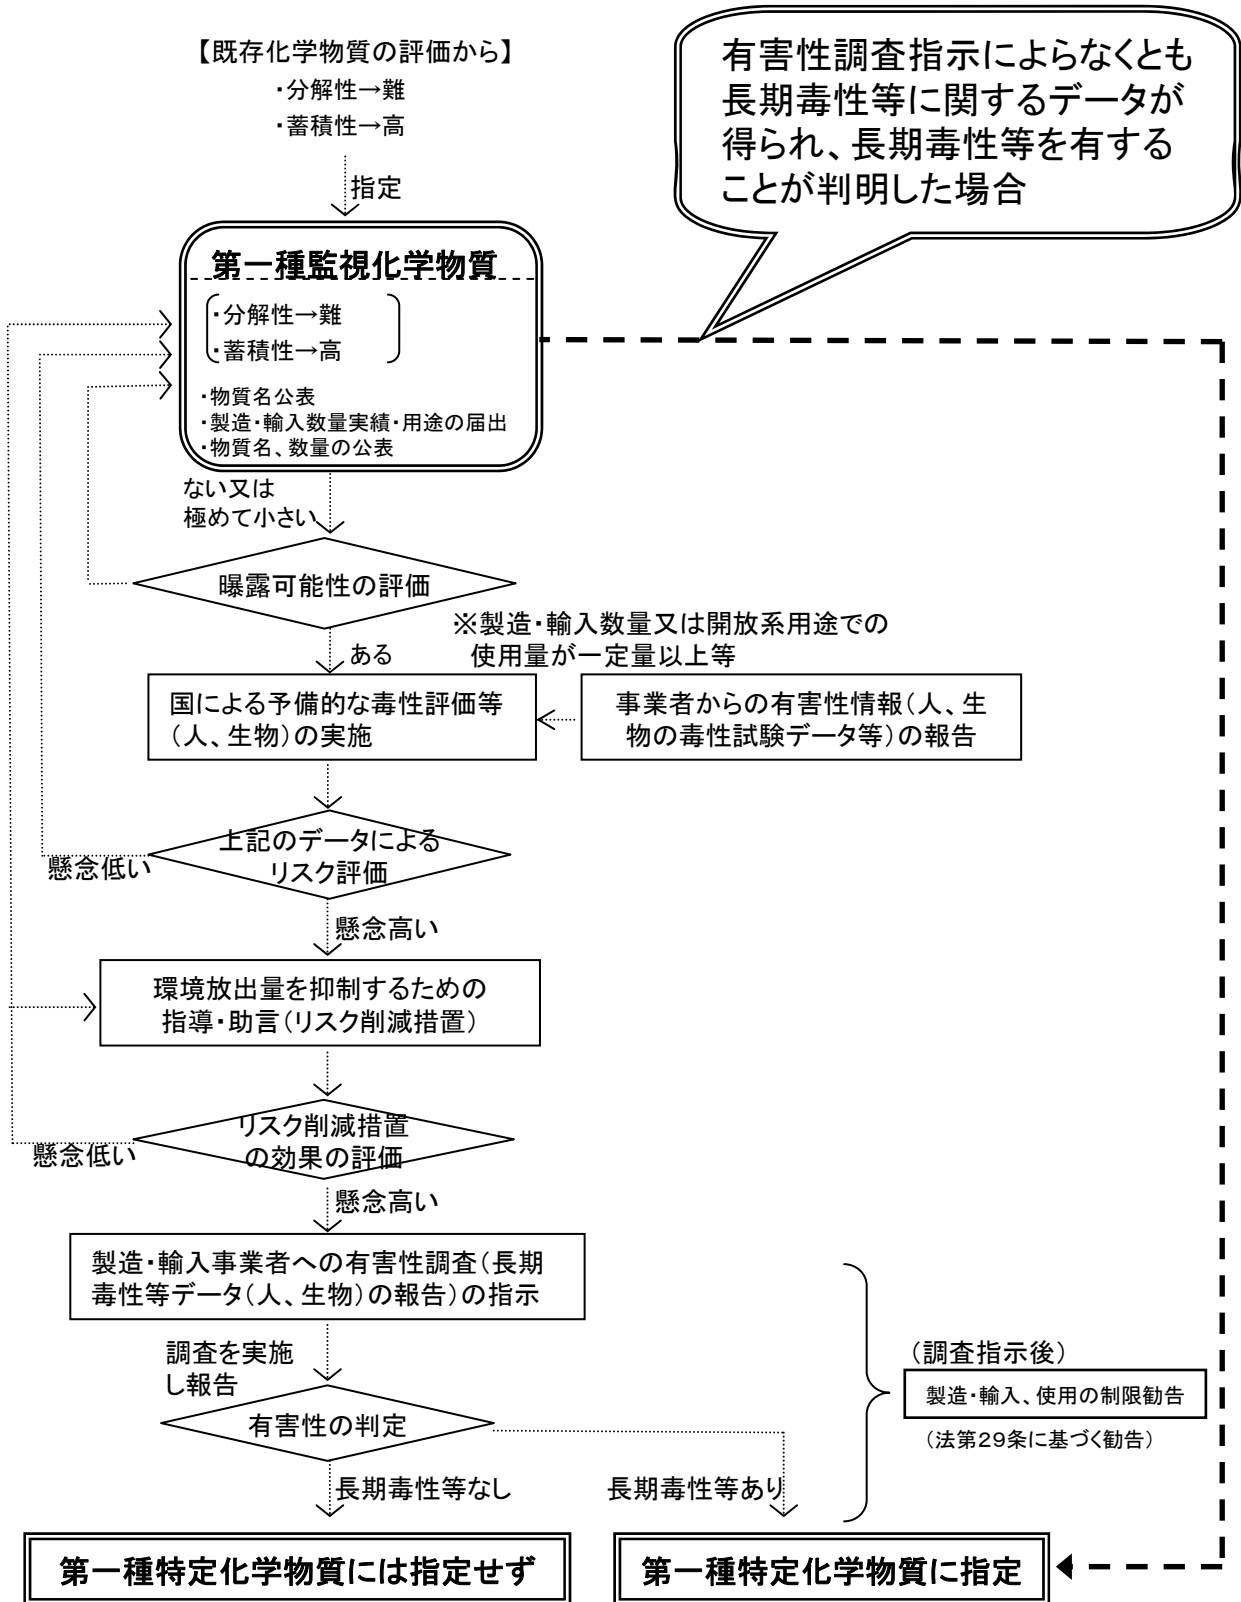 【既存化学物質の評価から】
・分解性→難
・蓄積性→高
指定
有害性調査指示によらなくとも
長期毒性等に関するデータが
得られ、長期毒性等を有する
ことが判明した場合
第一種監視化学物質
・分解性→難
・蓄積性→高
・物質名公表
・製造・輸入数量実績・用途の届出
・物質名、数量の公表
ない又は
極めて小さい
曝露可能性の評価
※製造・輸入数量又は開放系用途での
使用量が一定量以上等
ある
国による予備的な毒性評価等
（人、生物）の実施
事業者からの有害性情報（人、生
物の毒性試験データ等）の報告
上記のデータによる
リスク評価
懸念低い
懸念高い
環境放出量を抑制するための
指導・助言（リスク削減措置）
リスク削減措置
の効果の評価
懸念低い
懸念高い
製造・輸入事業者への有害性調査（長期
毒性等データ（人、生物）の報告）の指示
調査を実施
し報告
有害性の判定
（調査指示後）
製造・輸入、使用の制限勧告
（法第29条に基づく勧告）
長期毒性等なし
長期毒性等あり
第一種特定化学物質には指定せず
第一種特定化学物質に指定